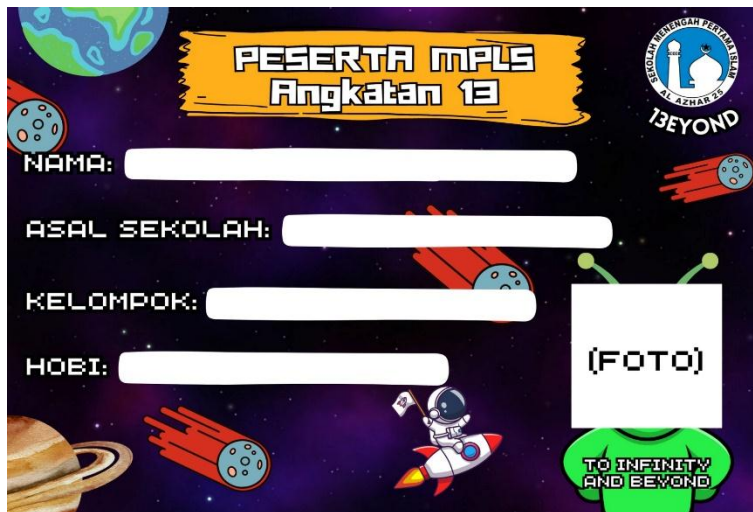 PESERTA MPLS
Angkatan 13
SEKOLAH MENENGAH PERTAMA ISLAM
AL AZHAR 25
13EYOND
NAMA:
ASAL SEKOLAH:
KELOMPOK:
HOBI:
(FOTO)
13
TO INFINITY
AND BEYOND